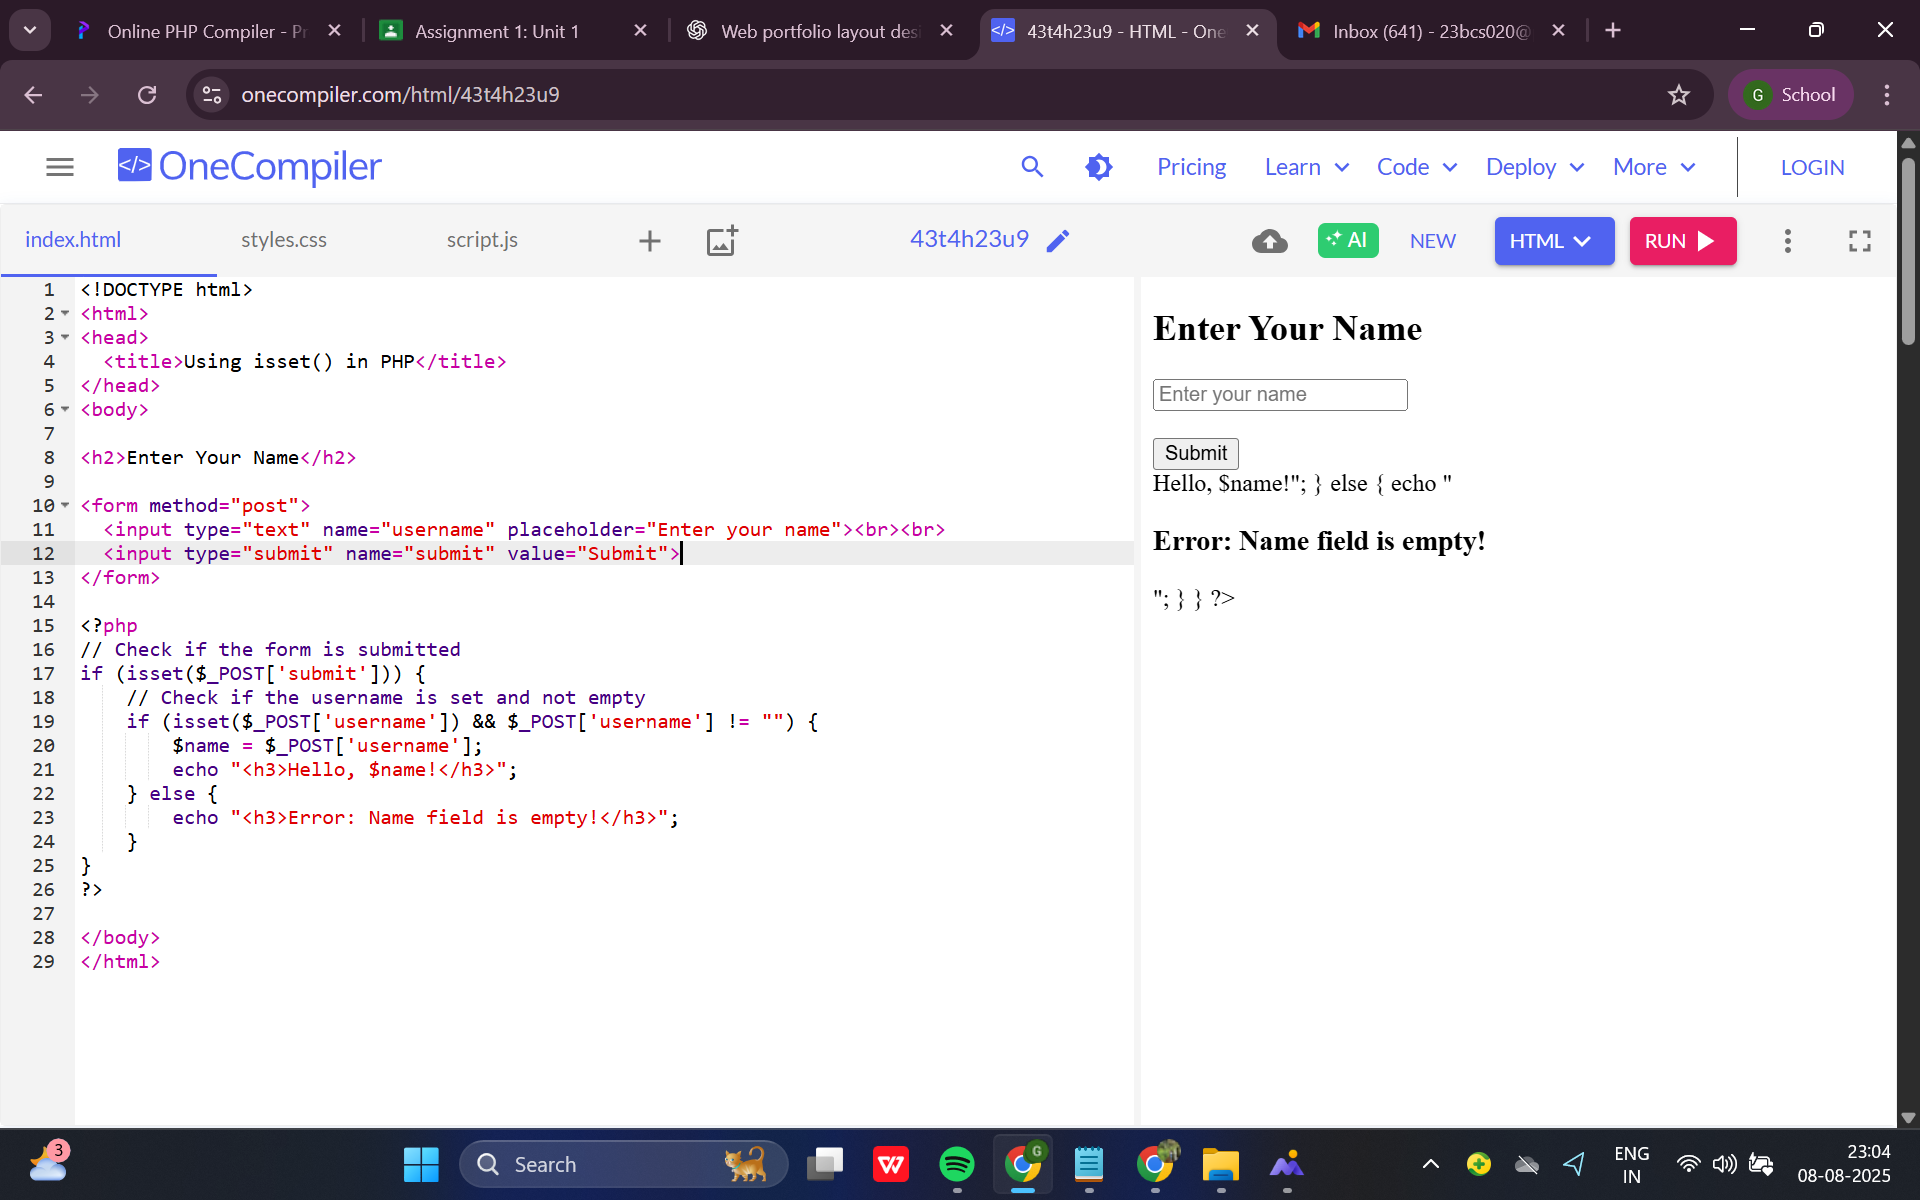 Online PHP Compiler - Pr
Assignment 1: Unit 1
Web portfolio layout desi
43t4h23u9 - HTML - One
Inbox (641) - 23bcs020@
onecompiler.com/html/43t4h23u9
G School
</> OneCompiler
Pricing
Learn
Code
Deploy
More
LOGIN
index.html
styles.css
script.js
43t4h23u9
AI
NEW
HTML
RUN
1 <!DOCTYPE html>
2 <html>
3 <head>
4 <title>Using isset() in PHP</title>
5 </head>
6 <body>
7
8 <h2>Enter Your Name</h2>
9
10 <form method="post">
11 <input type="text" name="username" placeholder="Enter your name"><br><br>
12 <input type="submit" name="submit" value="Submit">
13 </form>
14
15 <?php
16 // Check if the form is submitted
17 if (isset($_POST['submit'])) {
18 // Check if the username is set and not empty
19 if (isset($_POST['username']) && $_POST['username'] != "") {
20 $name = $_POST['username'];
21 echo "<h3>Hello, $name!</h3>";
22 } else {
23 echo "<h3>Error: Name field is empty!</h3>";
24 }
25 }
26 ?>
27
28 </body>
29 </html>
Enter Your Name
Enter your name
Submit
Hello, $name!"; } else { echo "
Error: Name field is empty!
"; } } ?>
3
Search
W
G
ENG
IN
23:04
08-08-2025